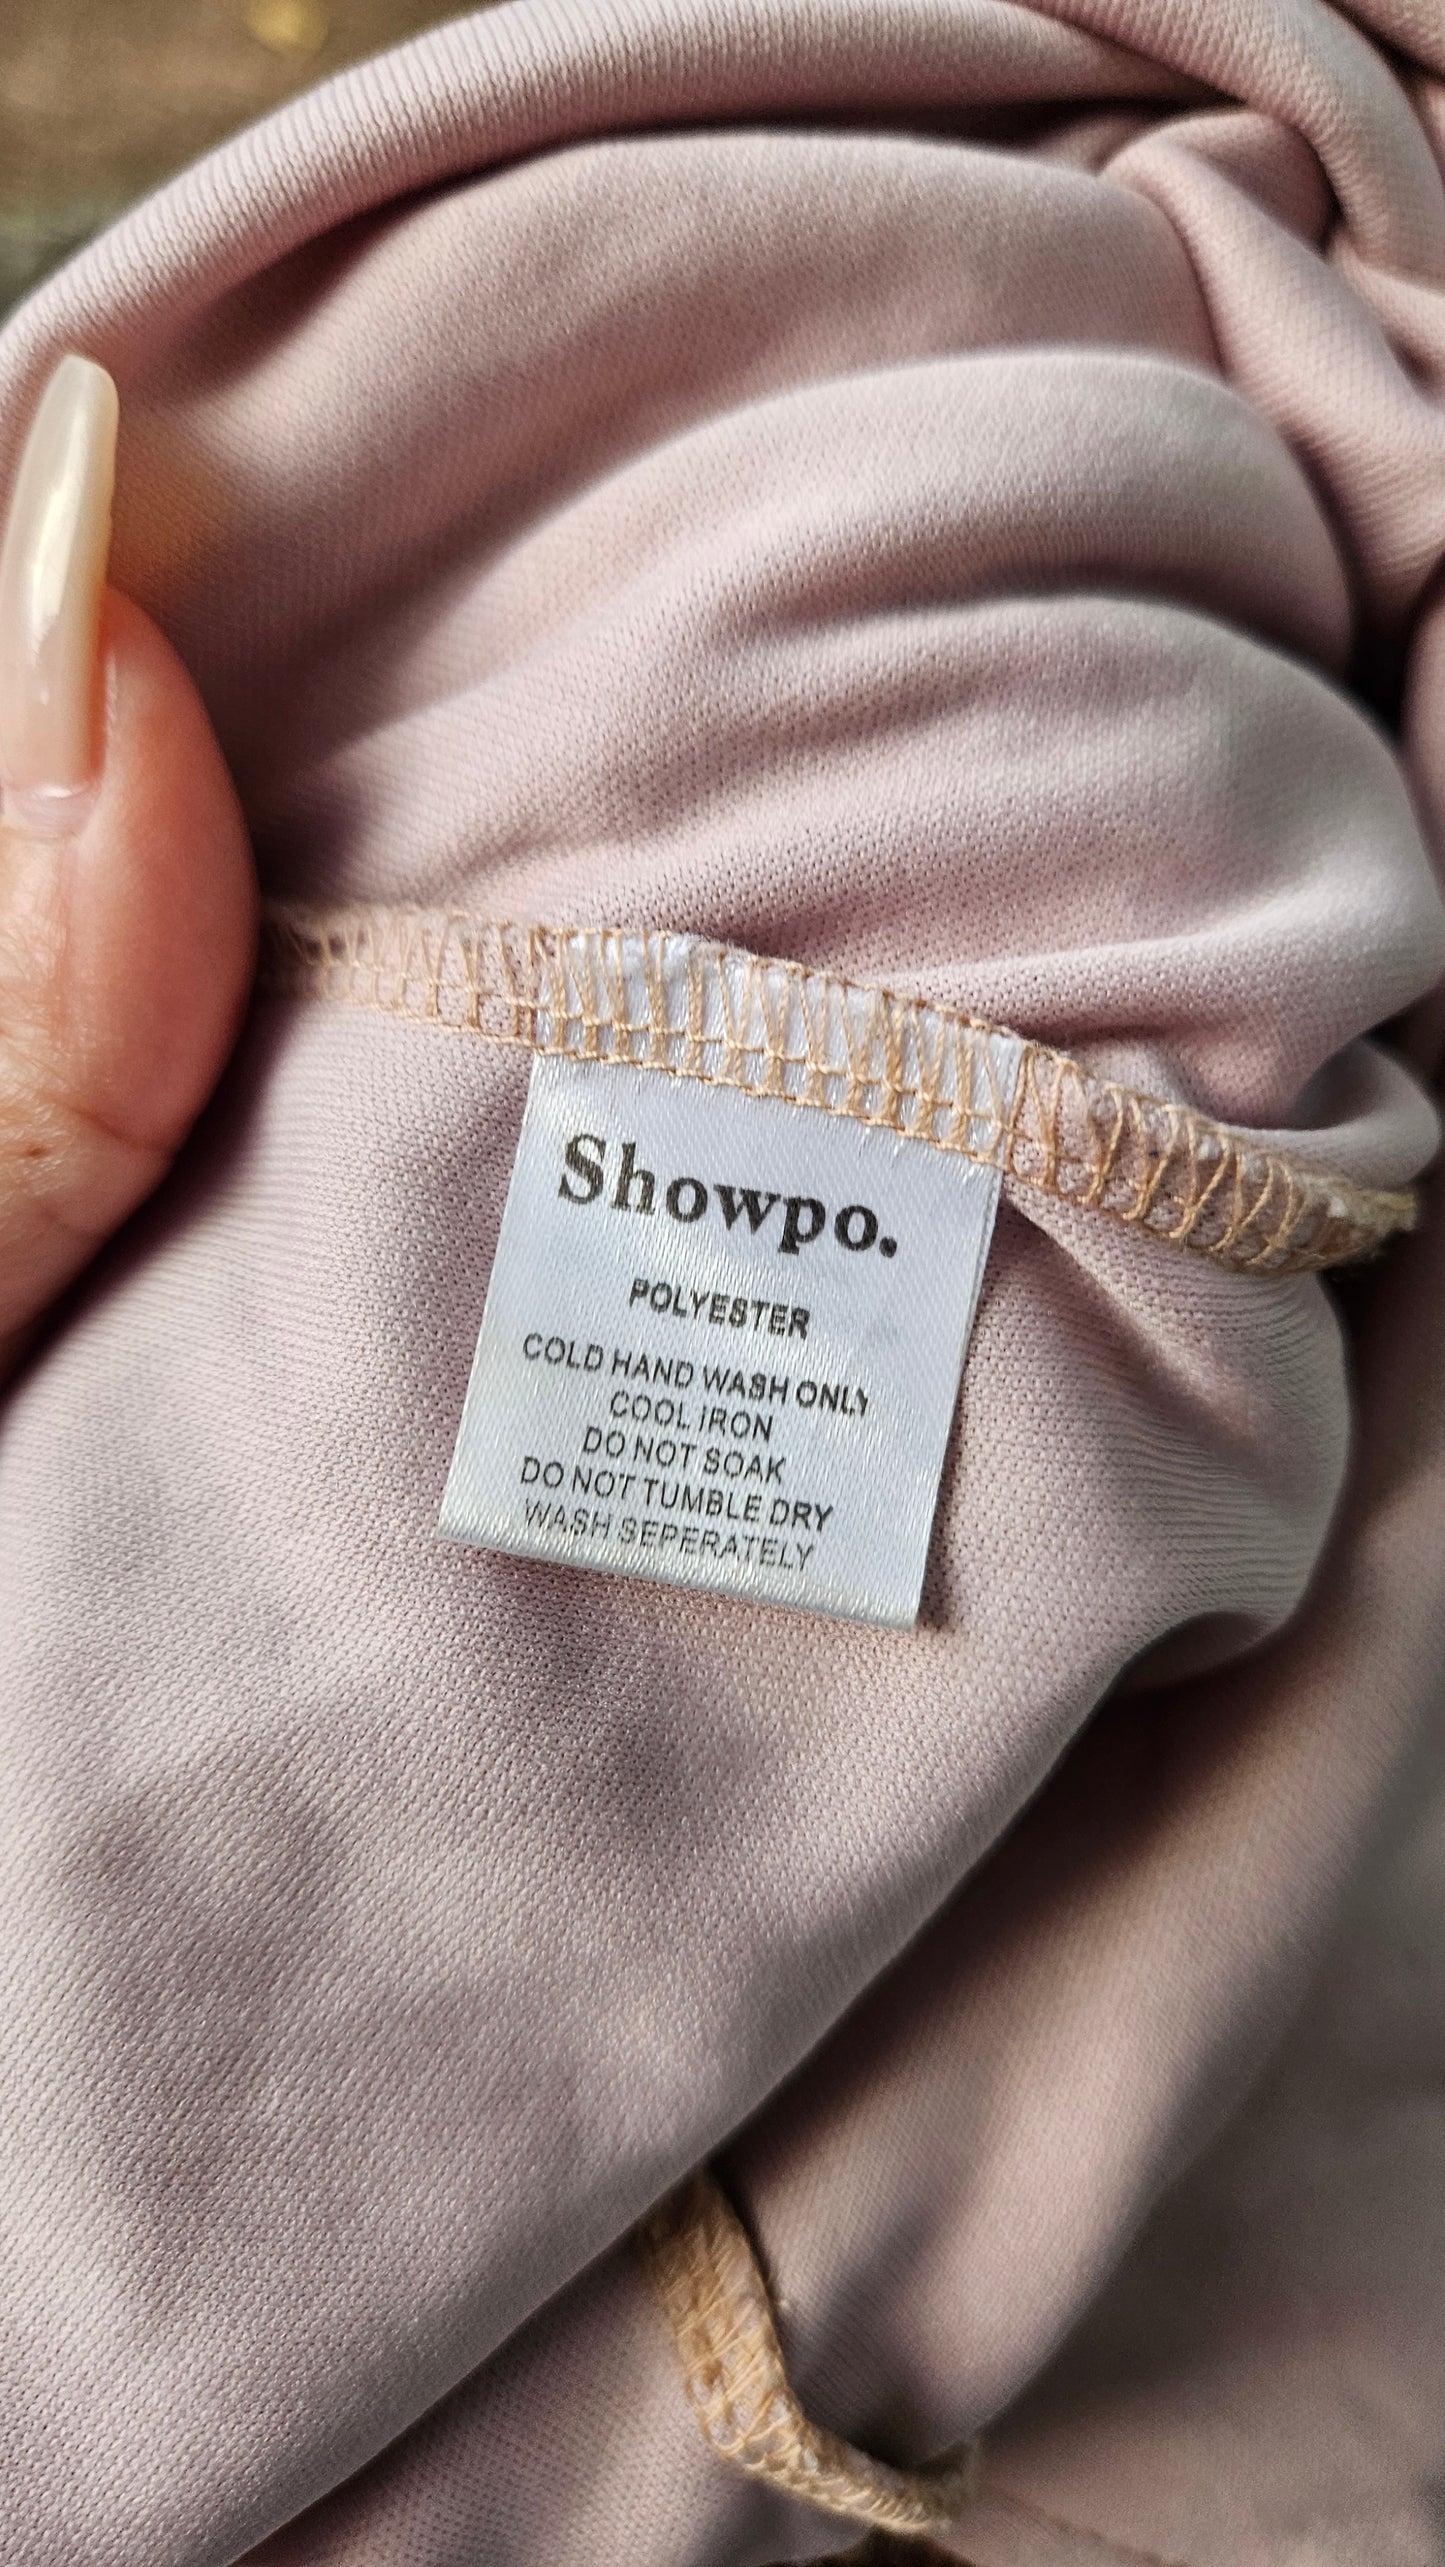 Showpo.
POLYESTER
COLD HAND WASH ONLY
COOL IRON
DO NOT SOAK
DO NOT TUMBLE DRY
WASH SEPERATELY